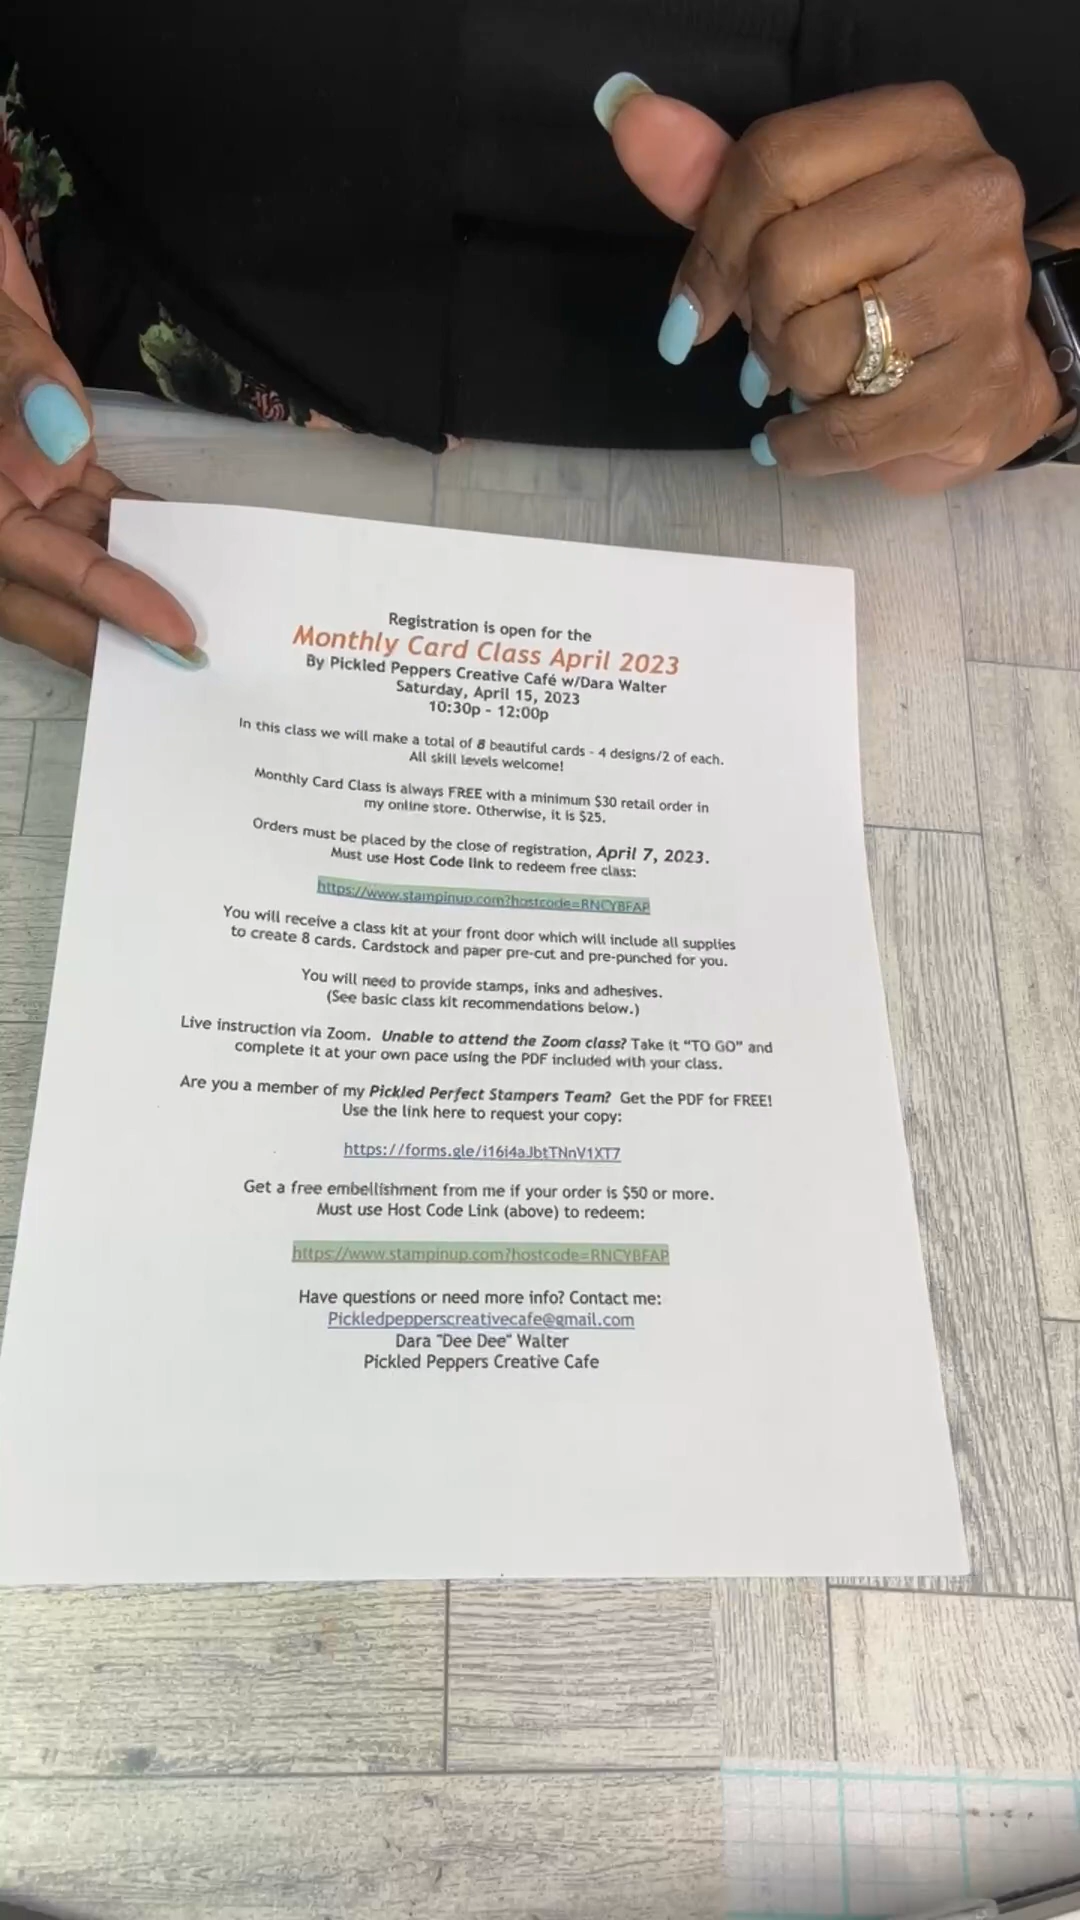 Registration is open for the
Monthly Card Class April 2023
By Pickled Peppers Creative Café w/Dara Walter
Saturday, April 15, 2023
10:30p - 12:00p
In this class we will make a total of 8 beautiful cards - 4 designs/2 of each.
All skill levels welcome!
Monthly Card Class is always FREE with a minimum $30 retail order in
my online store. Otherwise, it is $25.
Orders must be placed by the close of registration, April 7, 2023.
Must use Host Code link to redeem free class:
https://www.stampinup.com?hostcode=RNCYBFAP
You will receive a class kit at your front door which will include all supplies
to create 8 cards. Cardstock and paper pre-cut and pre-punched for you.
You will need to provide stamps, inks and adhesives.
(See basic class kit recommendations below.)
Live instruction via Zoom. Unable to attend the Zoom class? Take it "TO GO" and
complete it at your own pace using the PDF included with your class.
Are you a member of my Pickled Perfect Stampers Team? Get the PDF for FREE!
Use the link here to request your copy:
https://forms.gle/i16i4aJbtTNnV1XT7
Get a free embellishment from me if your order is $50 or more.
Must use Host Code Link (above) to redeem:
https://www.stampinup.com?hostcode=RNCYBFAP
Have questions or need more info? Contact me:
Pickledpepperscreativecafe@gmail.com
Dara "Dee Dee" Walter
Pickled Peppers Creative Cafe